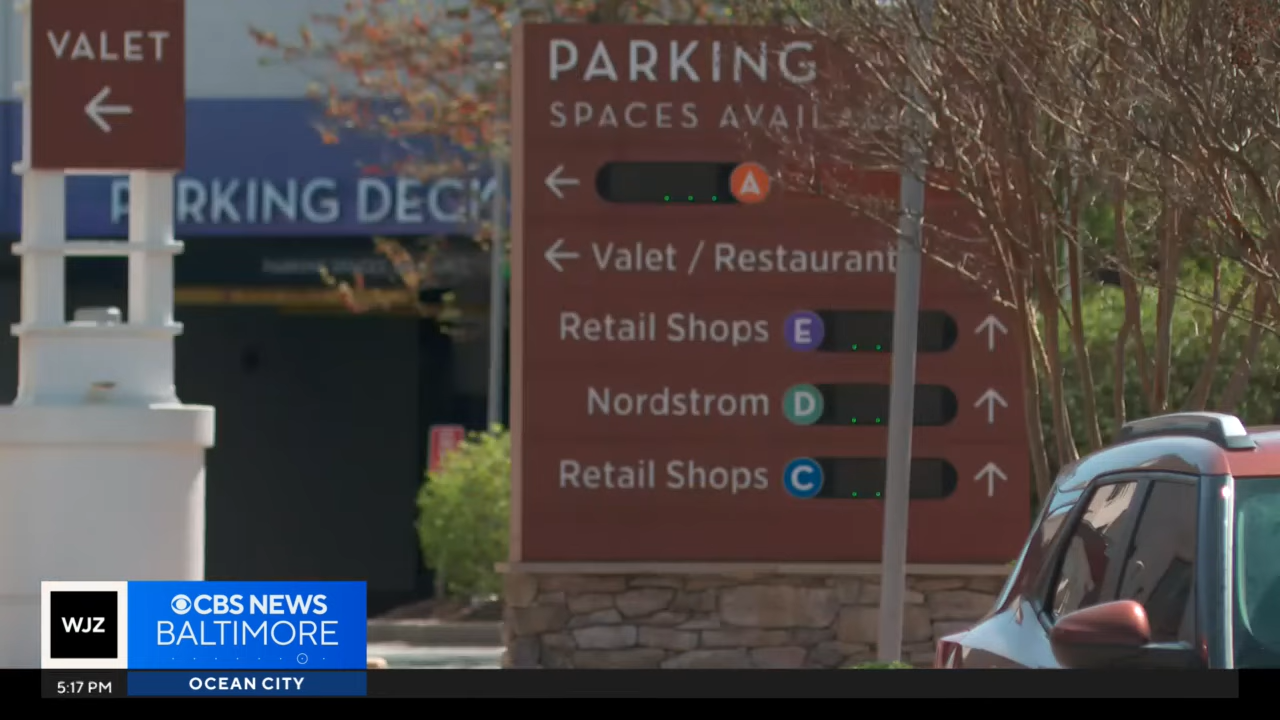 VALET
PARKING DECK
PARKING
SPACES AVAIL
A
Valet / Restaurant
Retail Shops E
Nordstrom D
Retail Shops C
WJZ
CBS NEWS
BALTIMORE
5:17 PM
OCEAN CITY